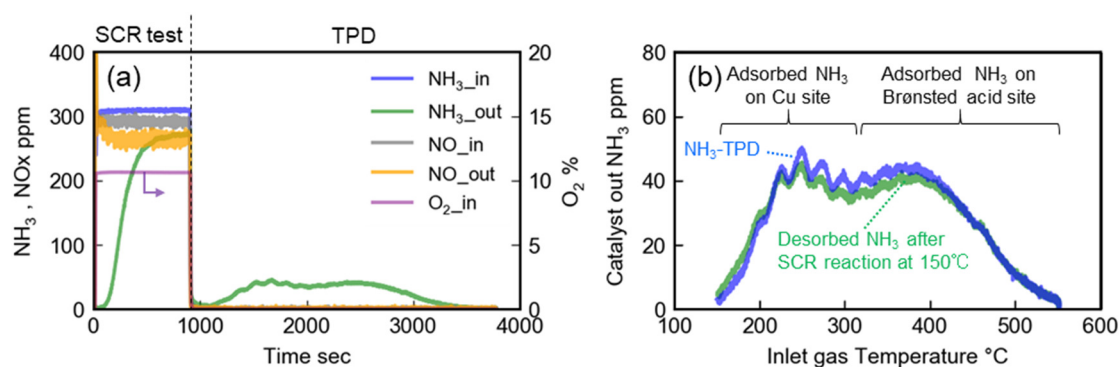 SCR test
TPD
400
300
200
100
0
20
15
10
5
0
(a)
NH₃_in
NH₃_out
NO_in
NO_out
O₂_in
NH₃ , NOx ppm
O₂ %
0
1000
2000
3000
4000
Time sec
80
60
40
20
0
(b)
Adsorbed NH₃
on Cu site
Adsorbed NH₃ on
Brønsted acid site
NH₃-TPD
Desorbed NH₃ after
SCR reaction at 150℃
Catalyst out NH₃ ppm
100
200
300
400
500
600
Inlet gas Temperature °C